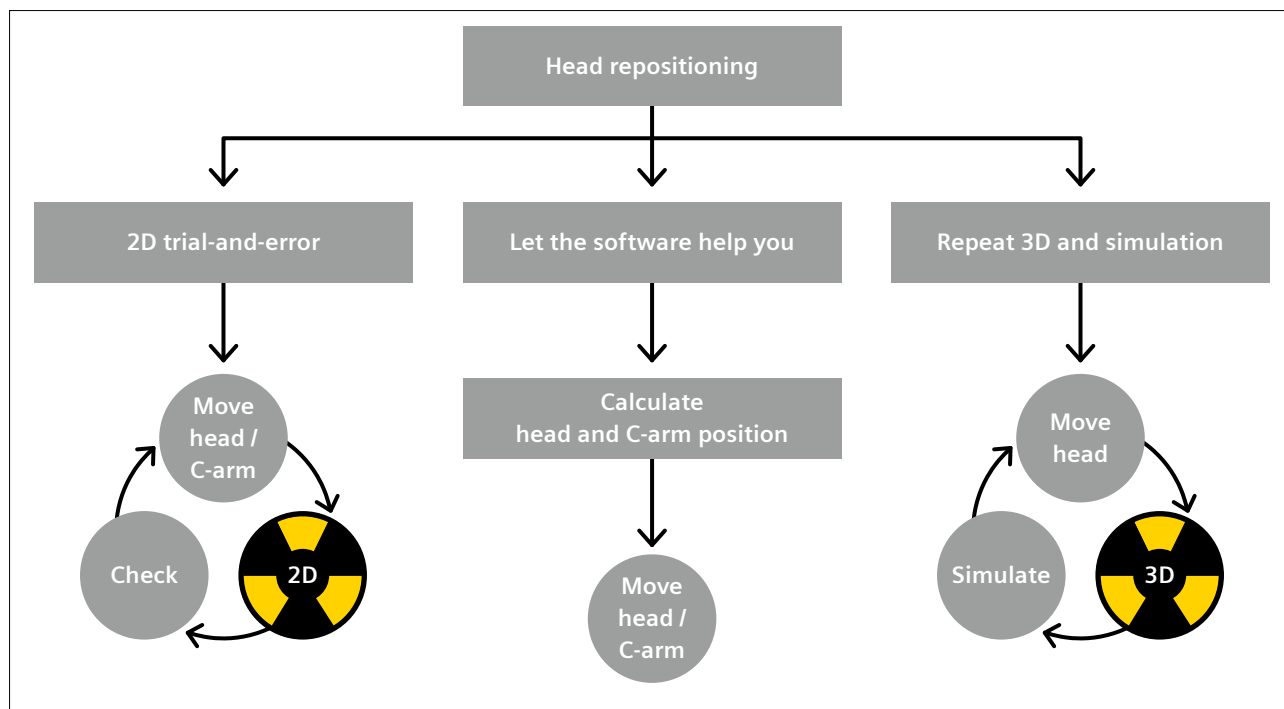 Head repositioning
2D trial-and-error
Let the software help you
Repeat 3D and simulation
Move
head /
C-arm
Check
2D
Calculate
head and C-arm position
Move
head /
C-arm
Move
head
Simulate
3D